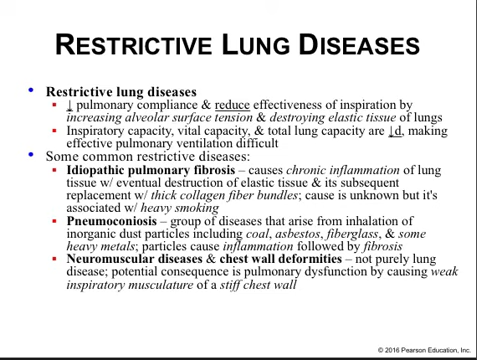 RESTRICTIVE LUNG DISEASES
• Restrictive lung diseases
▪ ↓ pulmonary compliance & reduce effectiveness of inspiration by
increasing alveolar surface tension & destroying elastic tissue of lungs
▪ Inspiratory capacity, vital capacity, & total lung capacity are ↓d, making
effective pulmonary ventilation difficult
• Some common restrictive diseases:
▪ Idiopathic pulmonary fibrosis – causes chronic inflammation of lung
tissue w/ eventual destruction of elastic tissue & its subsequent
replacement w/ thick collagen fiber bundles; cause is unknown but it's
associated w/ heavy smoking
▪ Pneumoconiosis – group of diseases that arise from inhalation of
inorganic dust particles including coal, asbestos, fiberglass, & some
heavy metals; particles cause inflammation followed by fibrosis
▪ Neuromuscular diseases & chest wall deformities – not purely lung
disease; potential consequence is pulmonary dysfunction by causing weak
inspiratory musculature of a stiff chest wall
© 2016 Pearson Education, Inc.